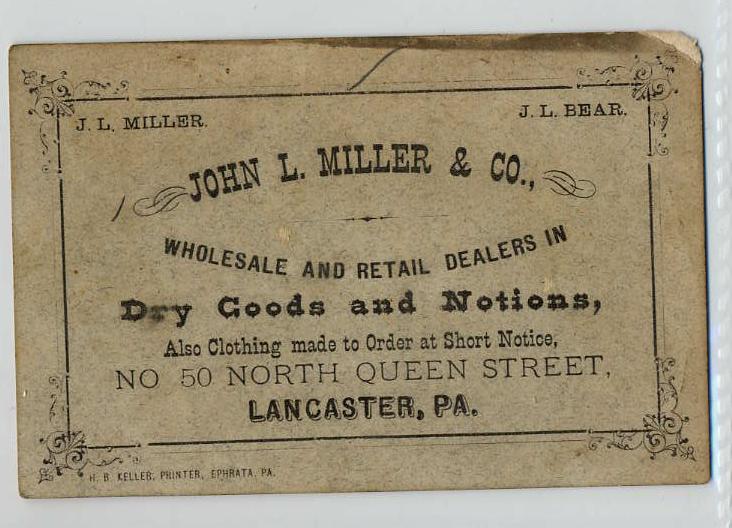 J. L. MILLER.
J. L. BEAR.
JOHN L. MILLER & CO.,
WHOLESALE AND RETAIL DEALERS IN
Dry Goods and Notions,
Also Clothing made to Order at Short Notice,
NO 50 NORTH QUEEN STREET,
LANCASTER, PA.
H. B. KELLER, PRINTER, EPHRATA, PA.